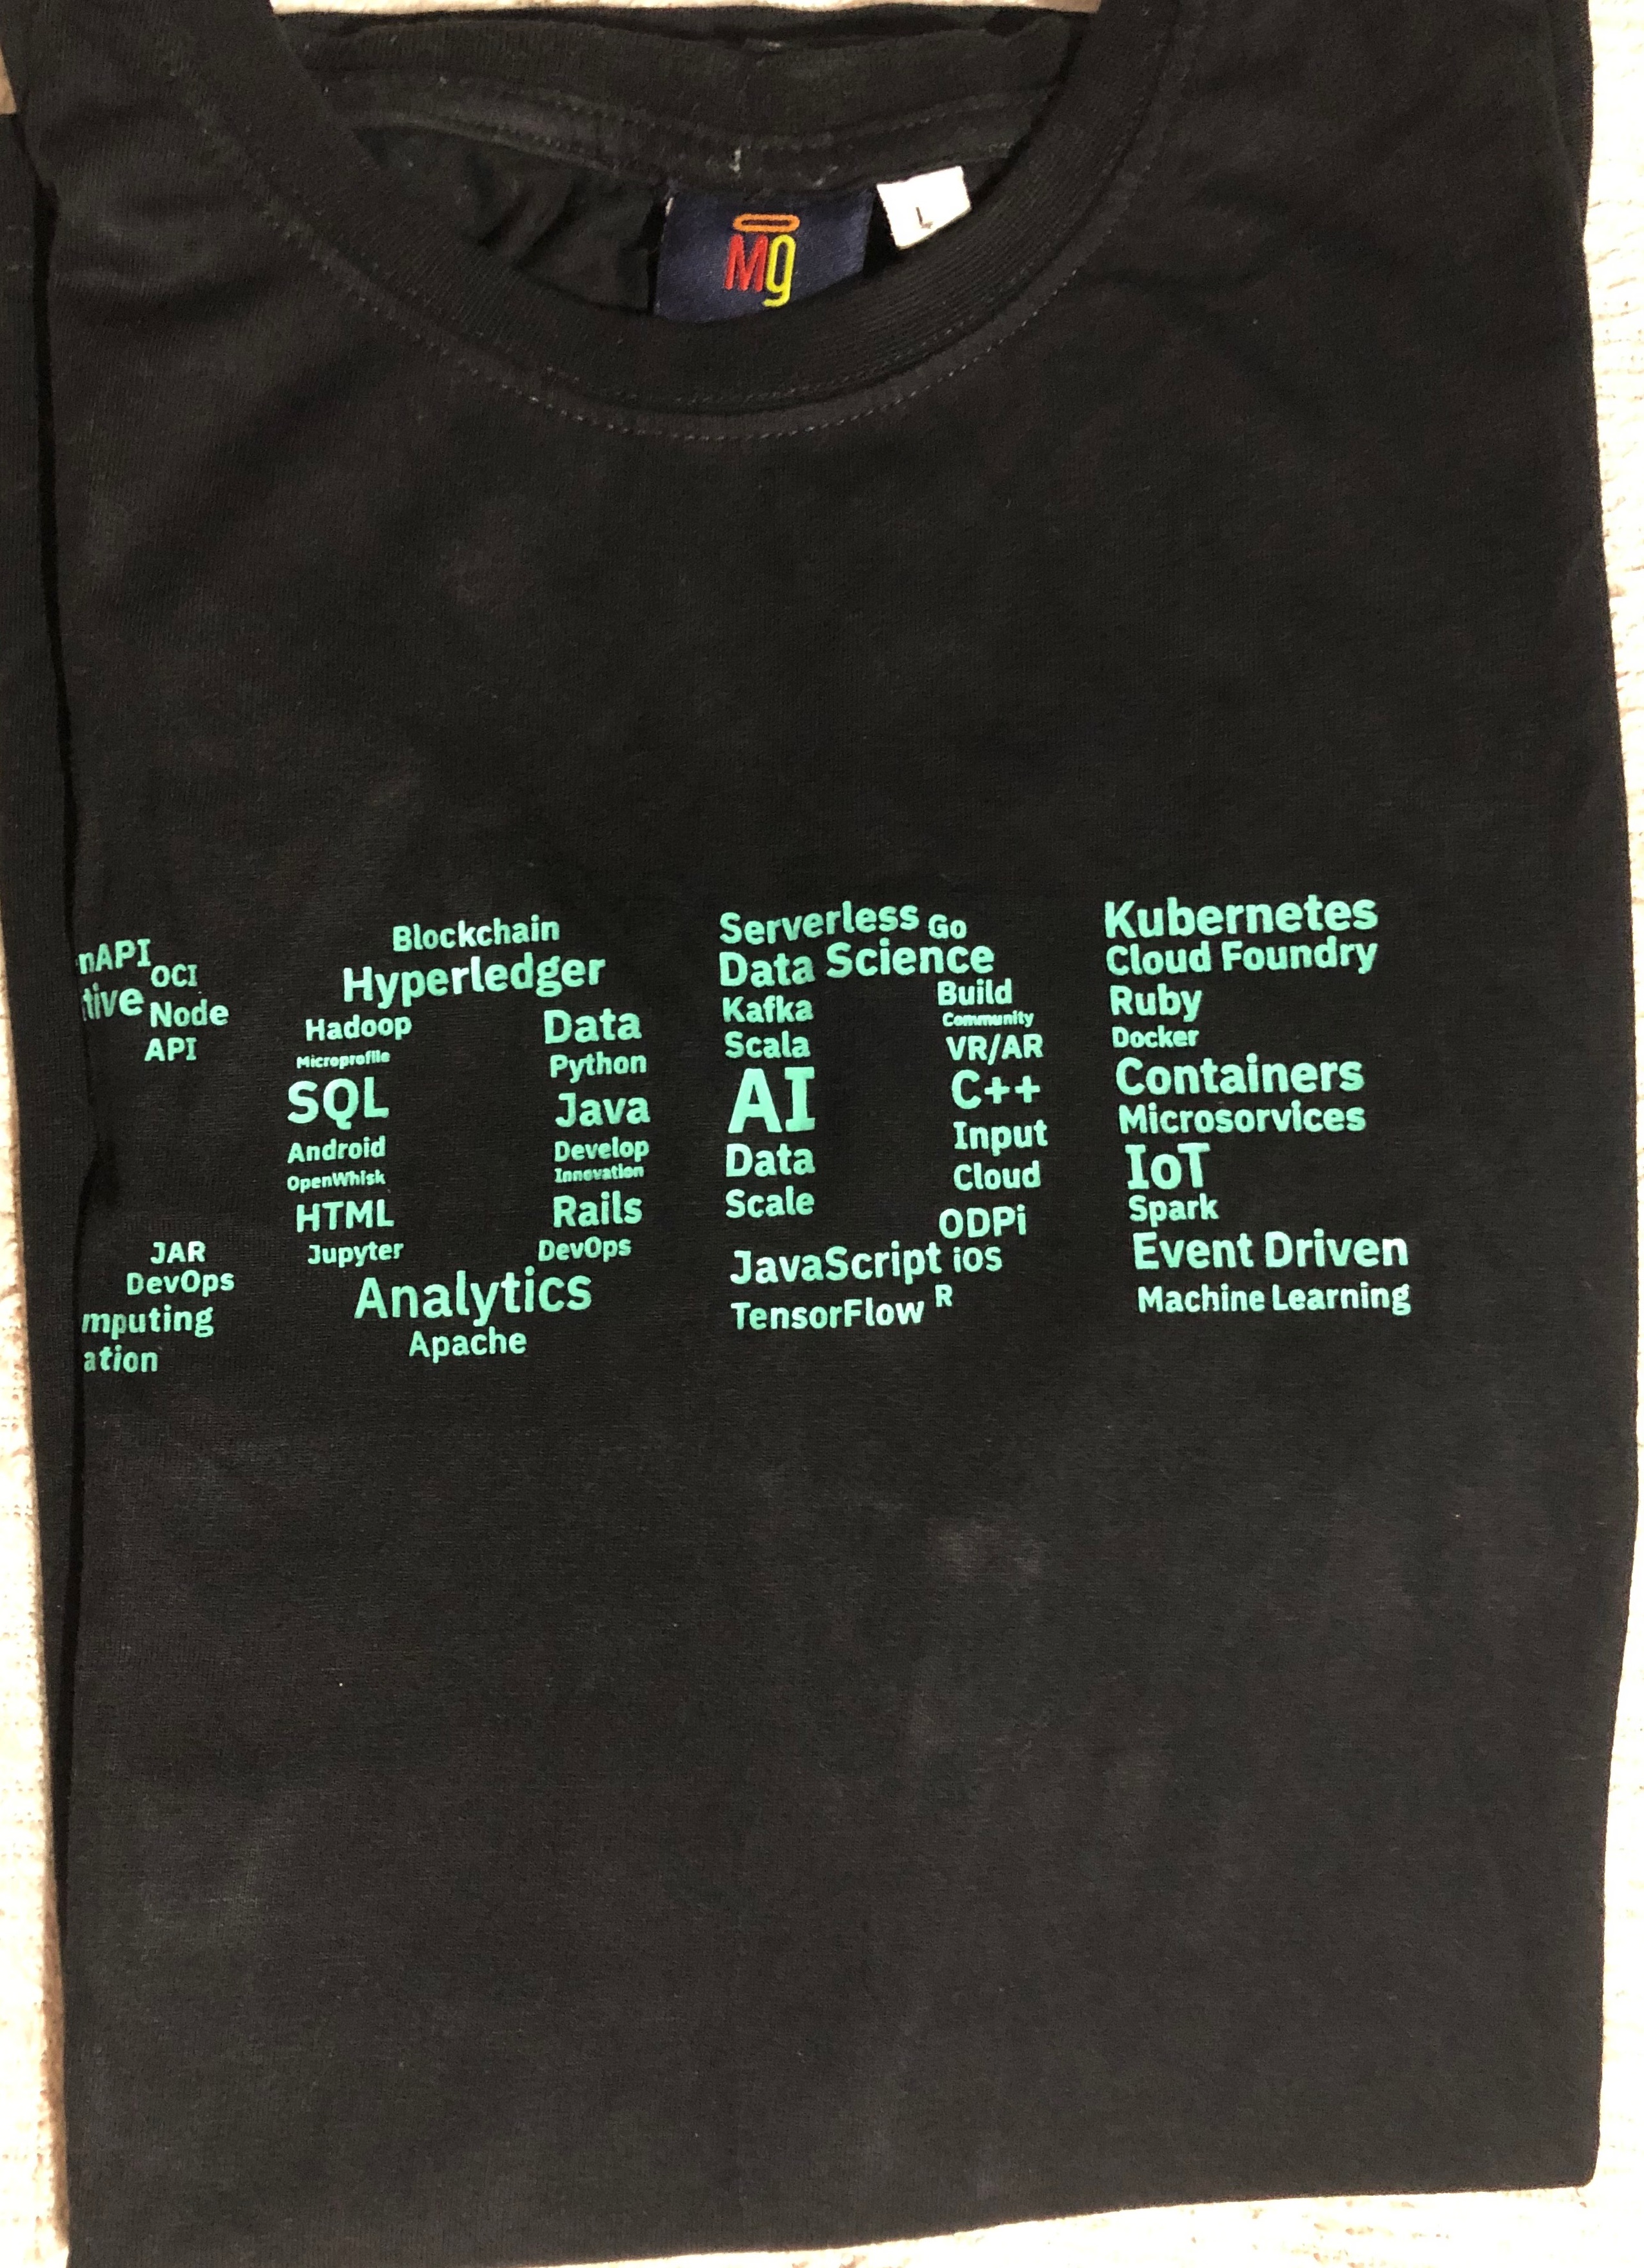 Mg
L
nAPI
OCI
tive
Node
API
JAR
DevOps
mputing
ation
Blockchain
Hyperledger
Hadoop
Data
Microprofile
Python
SQL
Java
Android
Develop
OpenWhisk
Innovation
HTML
Rails
Jupyter
DevOps
Analytics
Apache
Serverless Go
Data Science
Kafka
Build
Community
Scala
VR/AR
AI
C++
Input
Data
Cloud
Scale
ODPi
JavaScript ios
TensorFlow R
Kubernetes
Cloud Foundry
Ruby
Docker
Containers
Microsorvices
IoT
Spark
Event Driven
Machine Learning